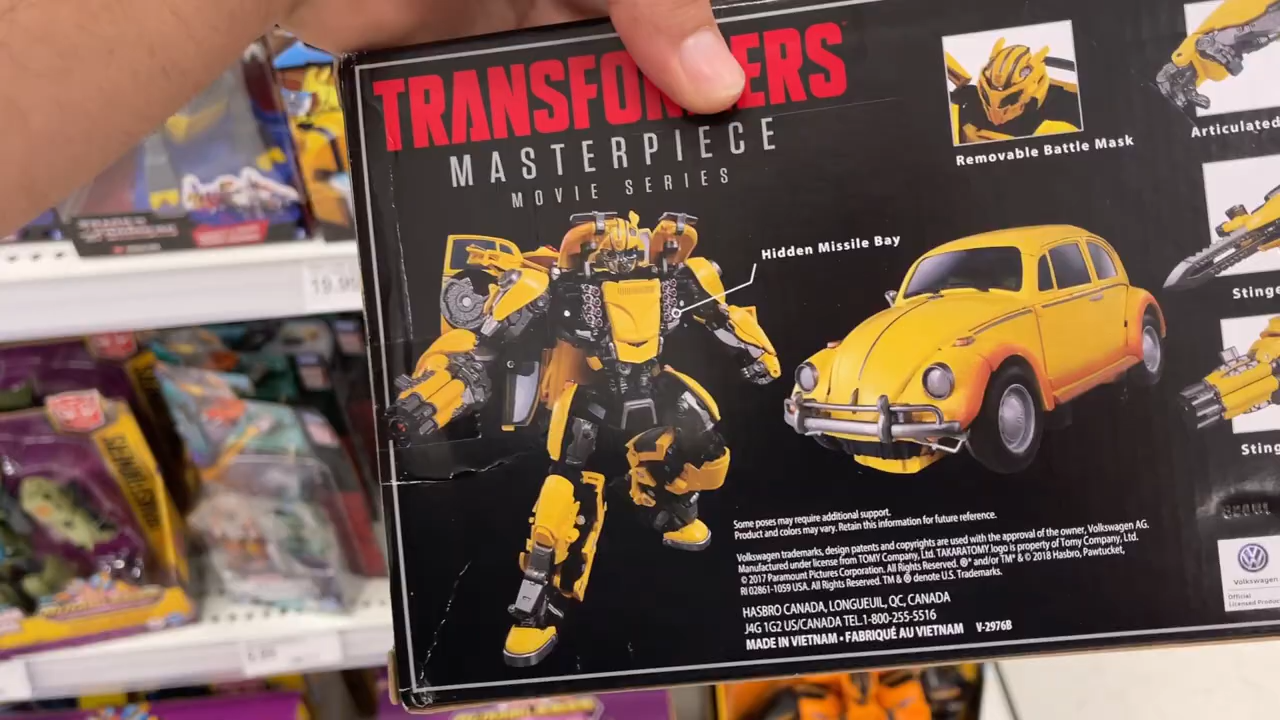 TRANSFORMERS
MASTERPIECE
MOVIE SERIES
Removable Battle Mask
Articulated
Hidden Missile Bay
Some poses may require additional support.
Product and colors may vary. Retain this information for future reference.
Volkswagen trademarks, design patents and copyrights are used with the approval of the owner, Volkswagen AG.
Manufactured under license from TOMY Company, Ltd. TAKARATOMY logo is property of Tomy Company, Ltd.
© 2017 Paramount Pictures Corporation. All Rights Reserved. ®* and/or TM* & © 2018 Hasbro, Pawtucket,
RI 02861-1059 USA. All Rights Reserved. TM & ® denote U.S. Trademarks.
HASBRO CANADA, LONGUEUIL, QC, CANADA
J4G 1G2 US/CANADA TEL.1-800-255-5516
MADE IN VIETNAM • FABRIQUÉ AU VIETNAM V-2976B
Volkswagen
Official
19.99